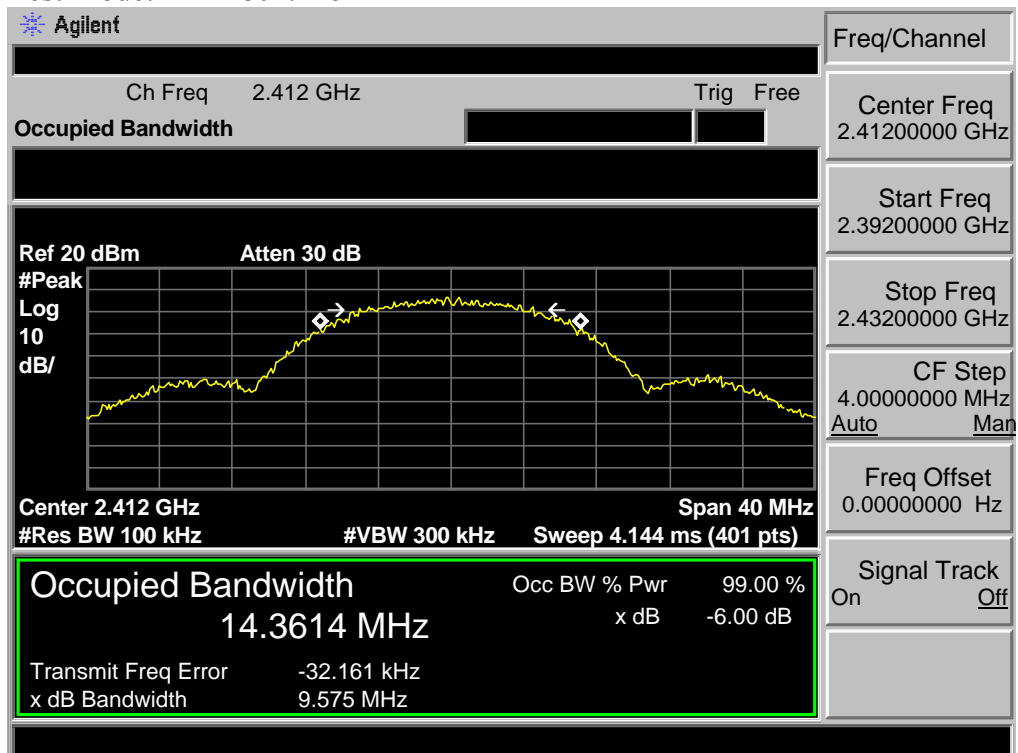 Agilent
Freq/Channel
Ch Freq 2.412 GHz Trig Free
Occupied Bandwidth
Center Freq
2.41200000 GHz
Start Freq
2.39200000 GHz
Ref 20 dBm Atten 30 dB
#Peak
Log
10
dB/
Stop Freq
2.43200000 GHz
CF Step
4.00000000 MHz
Auto Man
Freq Offset
0.00000000 Hz
Center 2.412 GHz Span 40 MHz
#Res BW 100 kHz #VBW 300 kHz Sweep 4.144 ms (401 pts)
Signal Track
On Off
Occupied Bandwidth Occ BW % Pwr 99.00 %
14.3614 MHz x dB -6.00 dB
Transmit Freq Error -32.161 kHz
x dB Bandwidth 9.575 MHz